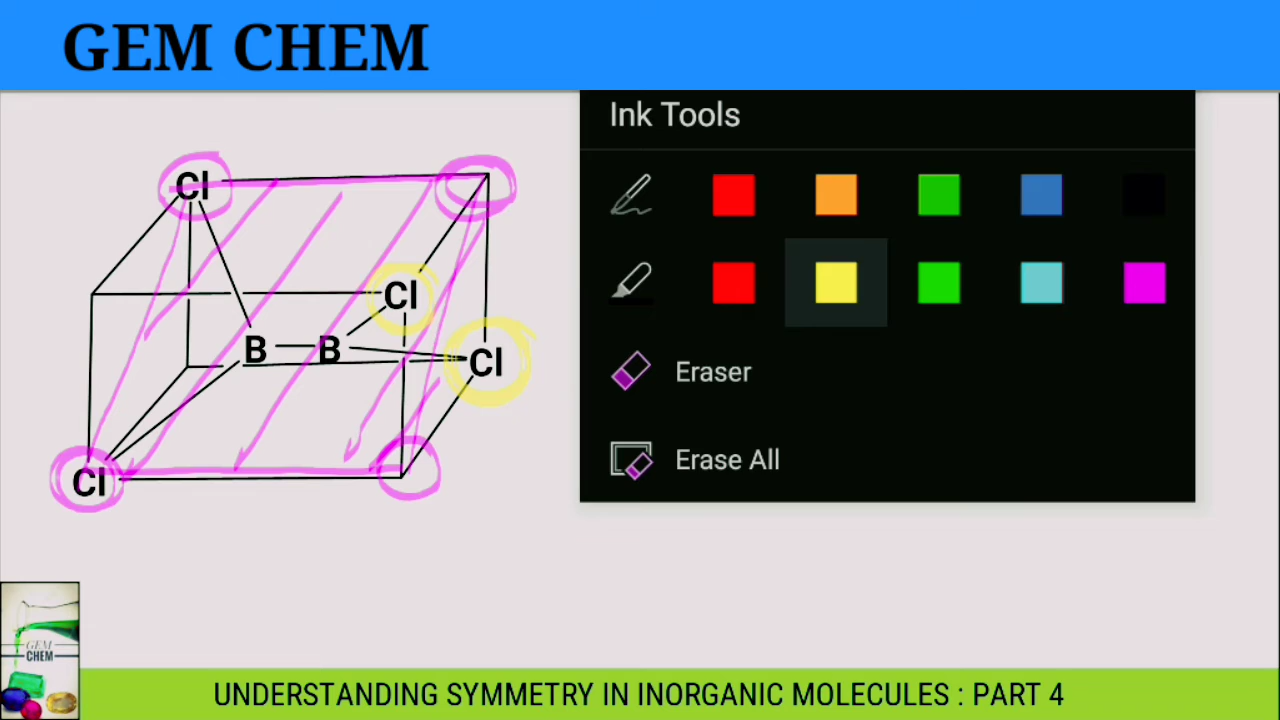 GEM CHEM
Ink Tools
Cl
Cl
B
B
Cl
Cl
Eraser
Erase All
GEM
CHEM
UNDERSTANDING SYMMETRY IN INORGANIC MOLECULES : PART 4